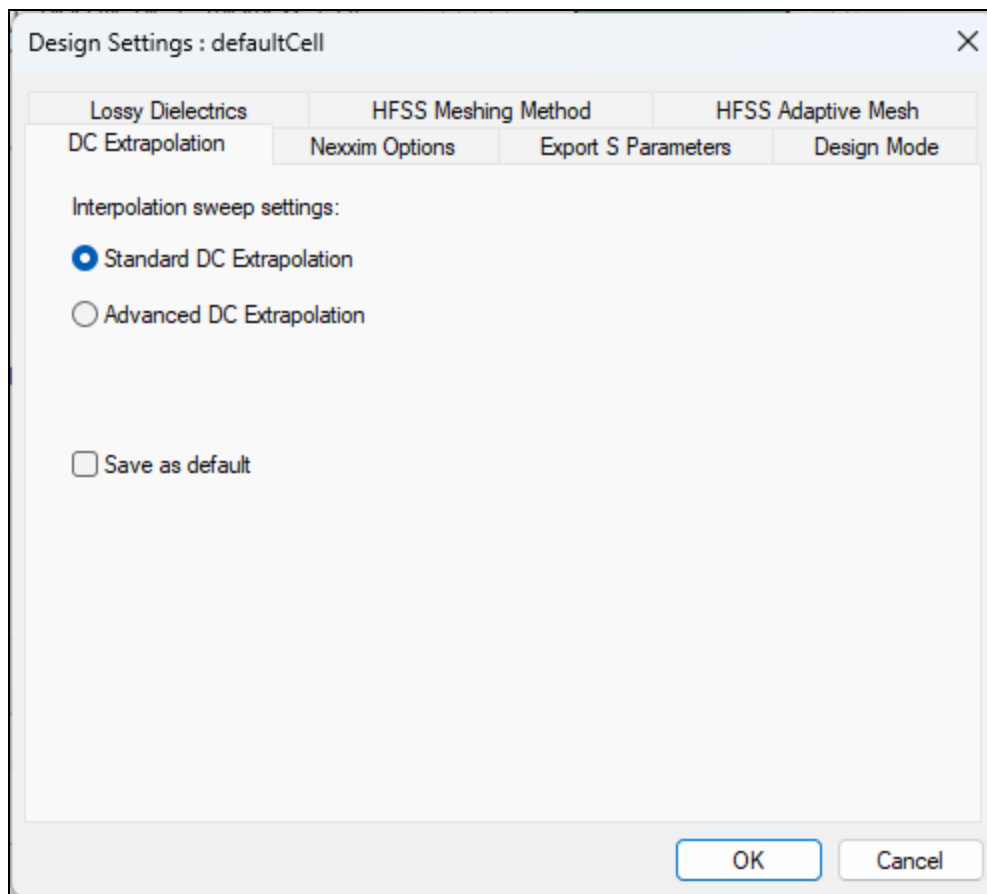 Design Settings : defaultCell
Lossy Dielectrics HFSS Meshing Method HFSS Adaptive Mesh
DC Extrapolation Nexxim Options Export S Parameters Design Mode
Interpolation sweep settings:
Standard DC Extrapolation
Advanced DC Extrapolation
Save as default
OK Cancel